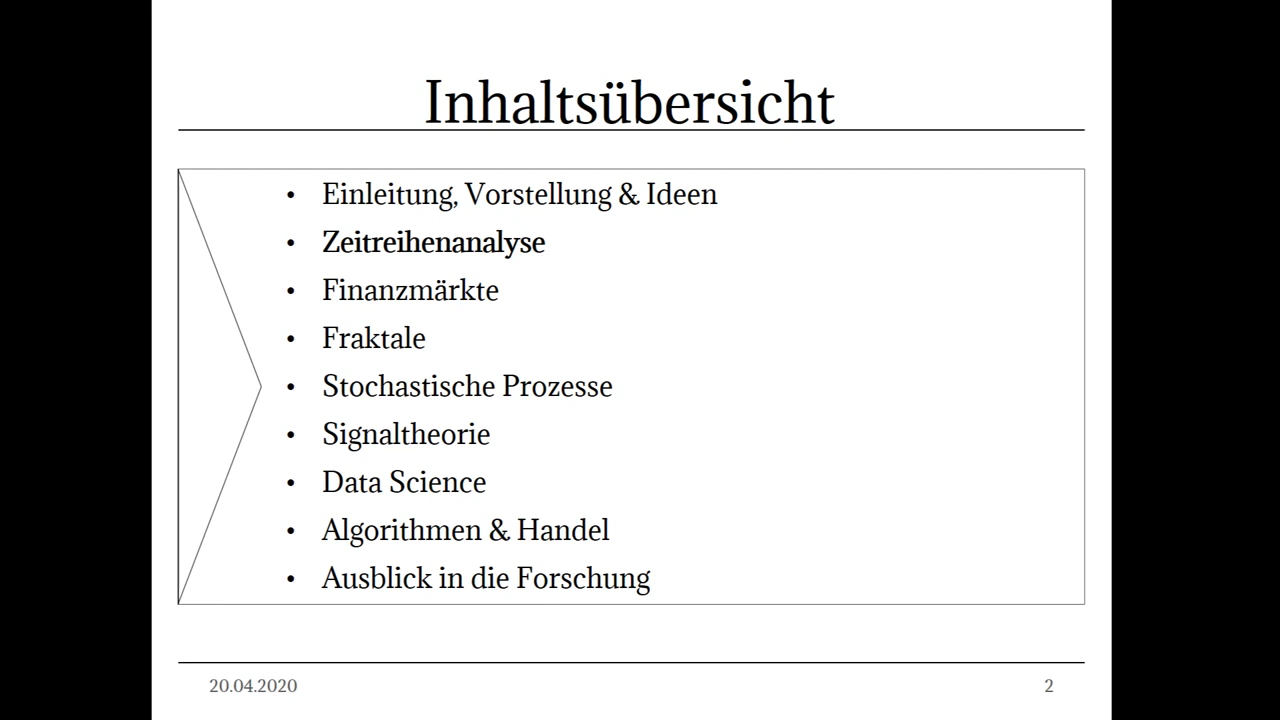 Inhaltsübersicht
• Einleitung, Vorstellung & Ideen
• Zeitreihenanalyse
• Finanzmärkte
• Fraktale
• Stochastische Prozesse
• Signaltheorie
• Data Science
• Algorithmen & Handel
• Ausblick in die Forschung
20.04.2020 2